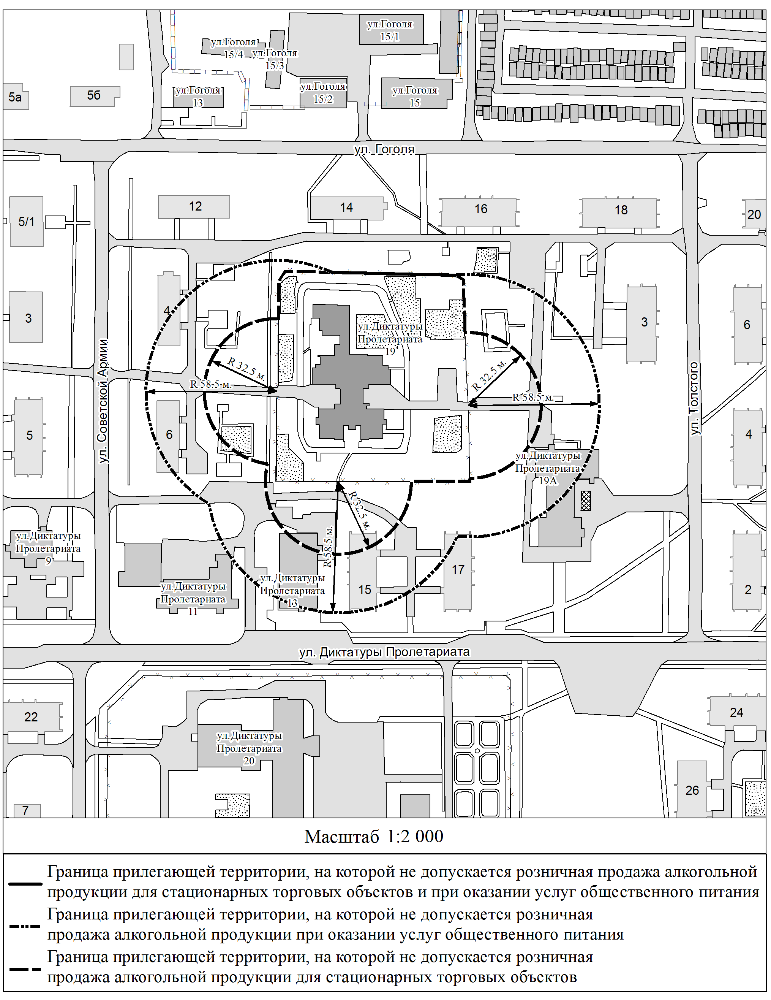 ул.Гоголя
15/1
ул.Гоголя
15/4
ул.Гоголя
15/3
ул.Гоголя
13
ул.Гоголя
15/2
ул.Гоголя
15
5а
5б
ул. Гоголя
5/1
12
14
16
18
20
3
4
ул.Диктатуры
Пролетариата
19
3
6
ул. Советской Армии
R 32.5 м.
R 58.5 м.
R 32.5 м.
R 58.5 м.
ул. Толстого
5
6
4
ул.Диктатуры
Пролетариата
19А
R 32.5 м.
R 58.5 м.
ул.Диктатуры
Пролетариата
9
ул.Диктатуры
Пролетариата
11
ул.Диктатуры
Пролетариата
13
15
17
2
ул. Диктатуры Пролетариата
22
24
ул.Диктатуры
Пролетариата
20
26
7
Масштаб 1:2 000
Граница прилегающей территории, на которой не допускается розничная продажа алкогольной
продукции для стационарных торговых объектов и при оказании услуг общественного питания
Граница прилегающей территории, на которой не допускается розничная
продажа алкогольной продукции при оказании услуг общественного питания
Граница прилегающей территории, на которой не допускается розничная
продажа алкогольной продукции для стационарных торговых объектов